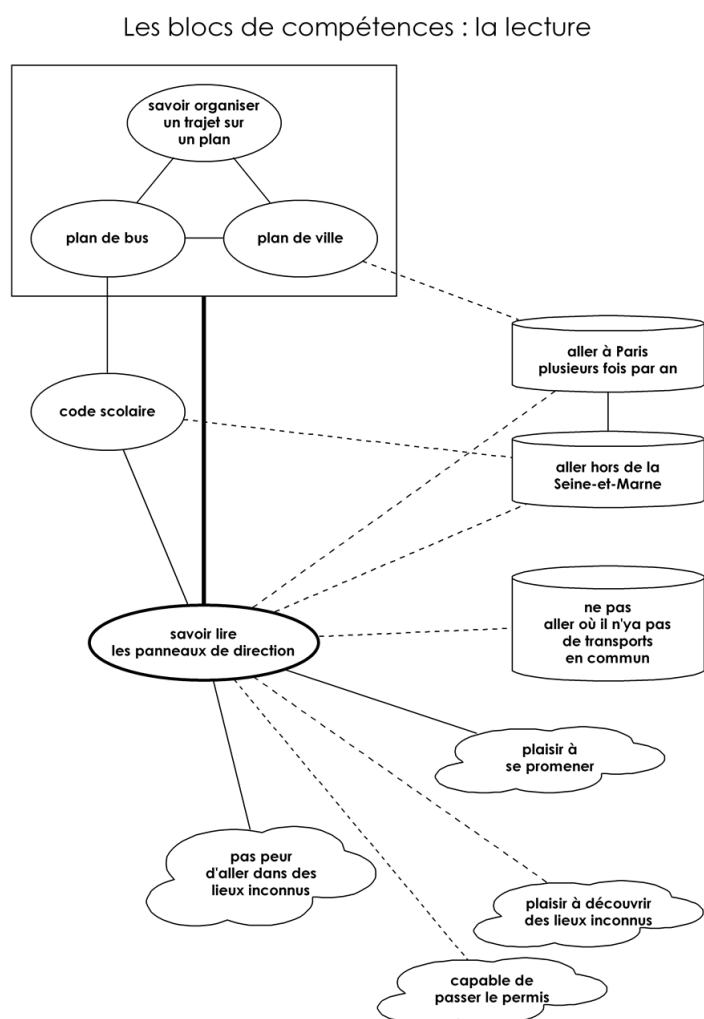 Les blocs de compétences : la lecture
savoir organiser
un trajet sur
un plan
plan de bus
plan de ville
aller à Paris
plusieurs fois par an
code scolaire
aller hors de la
Seine-et-Marne
ne pas
aller où il n'ya pas
de transports
en commun
savoir lire
les panneaux de direction
plaisir à
se promener
pas peur
d'aller dans des
lieux inconnus
plaisir à découvrir
des lieux inconnus
capable de
passer le permis